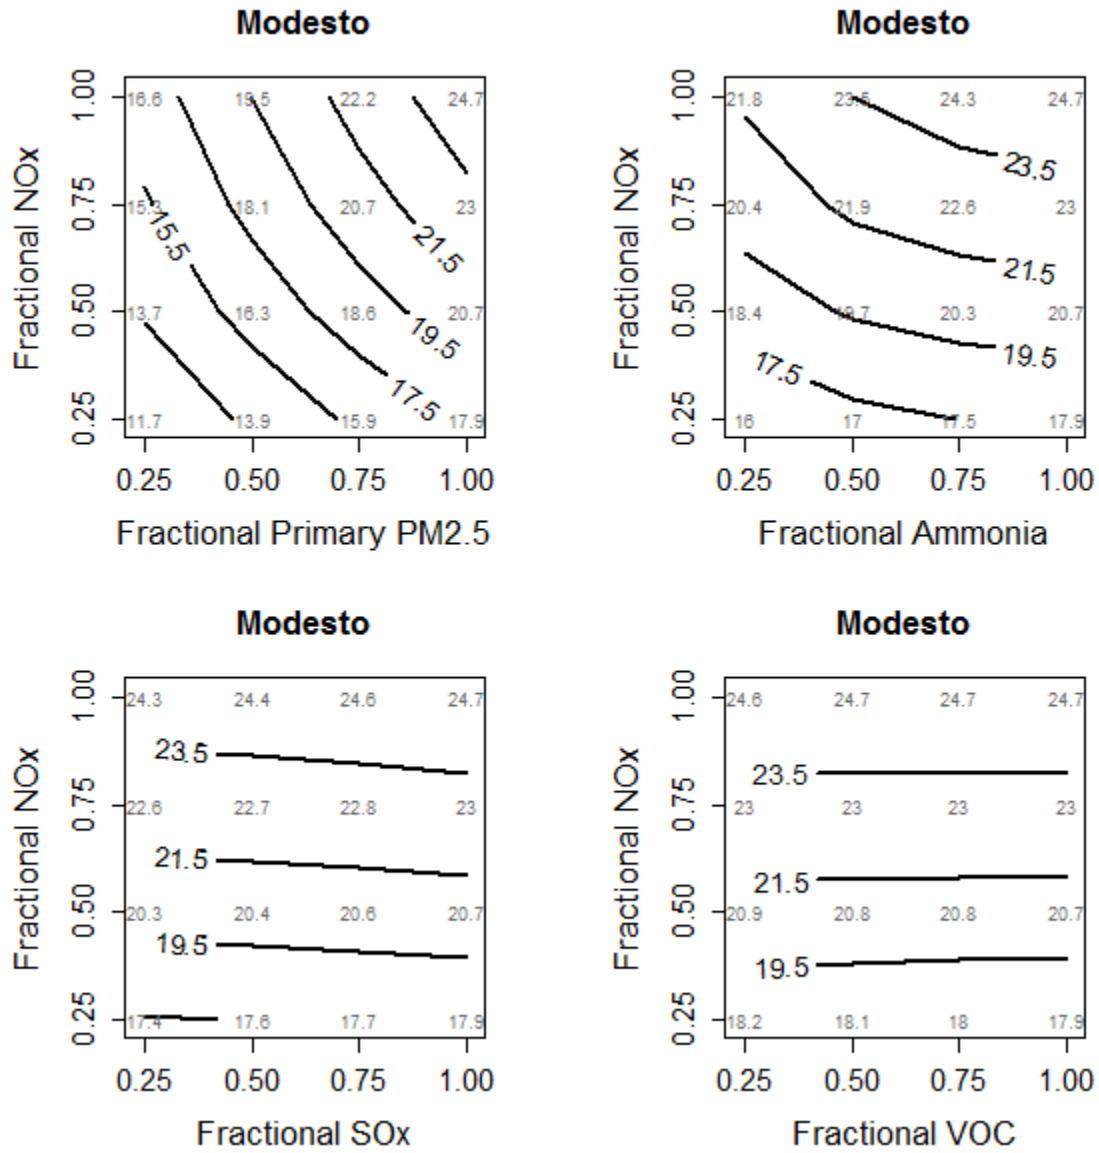 Modesto
Modesto
Fractional NOx
1.00
0.75
0.50
0.25
16.6 19.5 22.2 24.7
15.3 18.1 20.7 23
13.7 16.3 18.6 20.7
11.7 13.9 15.9 17.9
15.5
21.5
19.5
17.5
0.25 0.50 0.75 1.00
Fractional Primary PM2.5
Fractional NOx
1.00
0.75
0.50
0.25
21.8 23.5 24.3 24.7
20.4 21.9 22.6 23
18.4 19.7 20.3 20.7
16 17 17.5 17.9
23.5
21.5
19.5
17.5
0.25 0.50 0.75 1.00
Fractional Ammonia
Modesto
Modesto
Fractional NOx
1.00
0.75
0.50
0.25
24.3 24.4 24.6 24.7
23.5
22.6 22.7 22.8 23
21.5
20.3 20.4 20.6 20.7
19.5
17.4 17.6 17.7 17.9
0.25 0.50 0.75 1.00
Fractional SOx
Fractional NOx
1.00
0.75
0.50
0.25
24.6 24.7 24.7 24.7
23.5
23 23 23 23
21.5
20.9 20.8 20.8 20.7
19.5
18.2 18.1 18 17.9
0.25 0.50 0.75 1.00
Fractional VOC